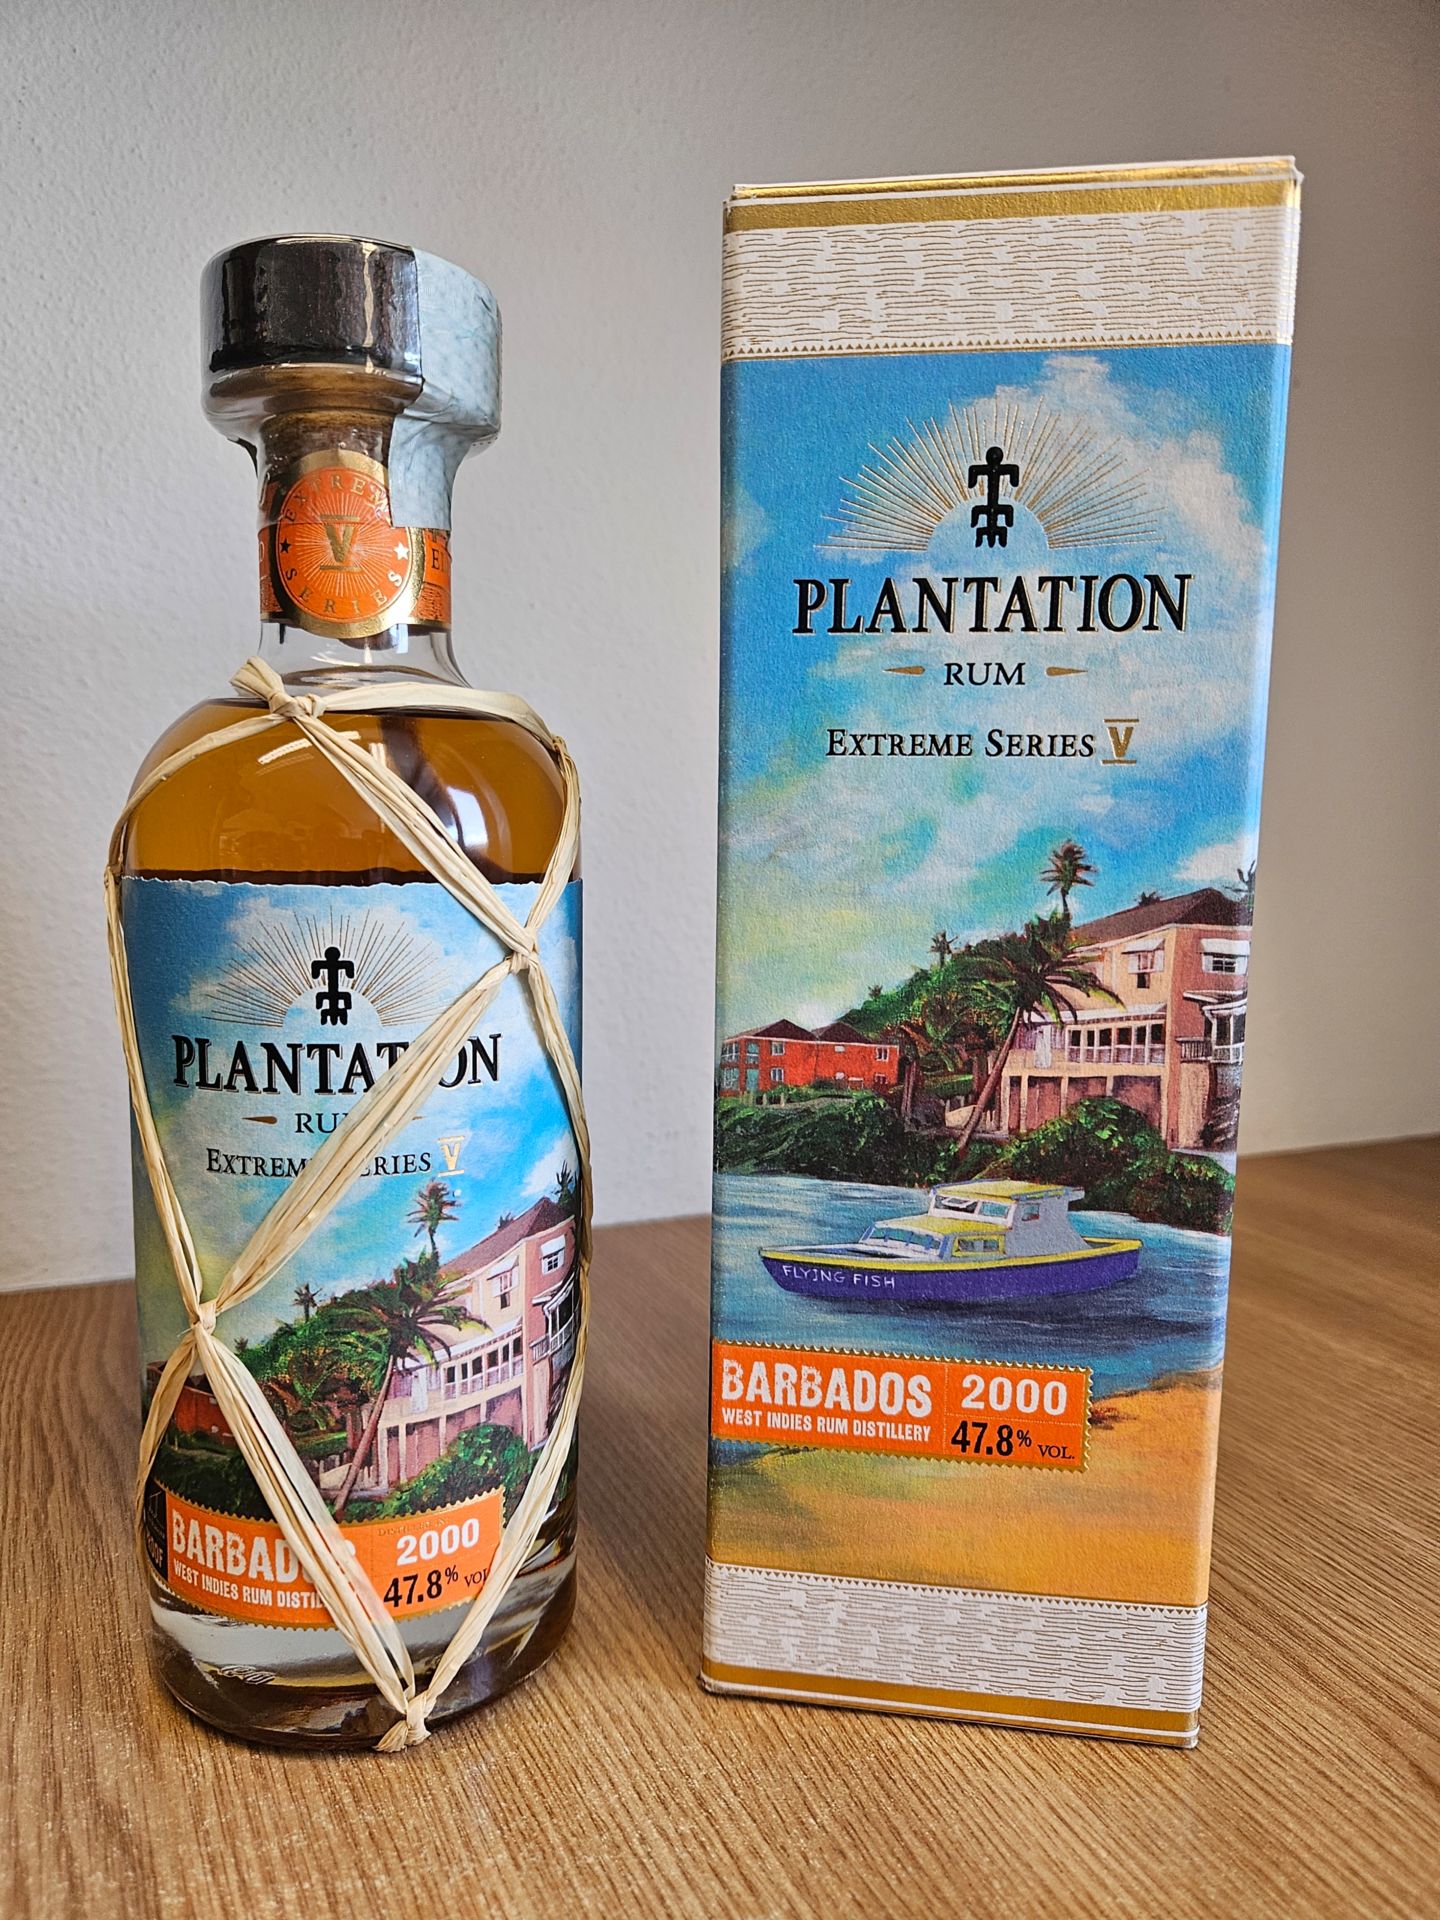 EXTREME
V
SERIES
PLANTATION
RUM
EXTREME SERIES V
BARBADOS
WEST INDIES RUM
2000
47.8% VOL
PLANTATION
RUM
EXTREME SERIES V
FLYING FISH
BARBADOS
WEST INDIES RUM DISTILLERY
2000
47.8% VOL.